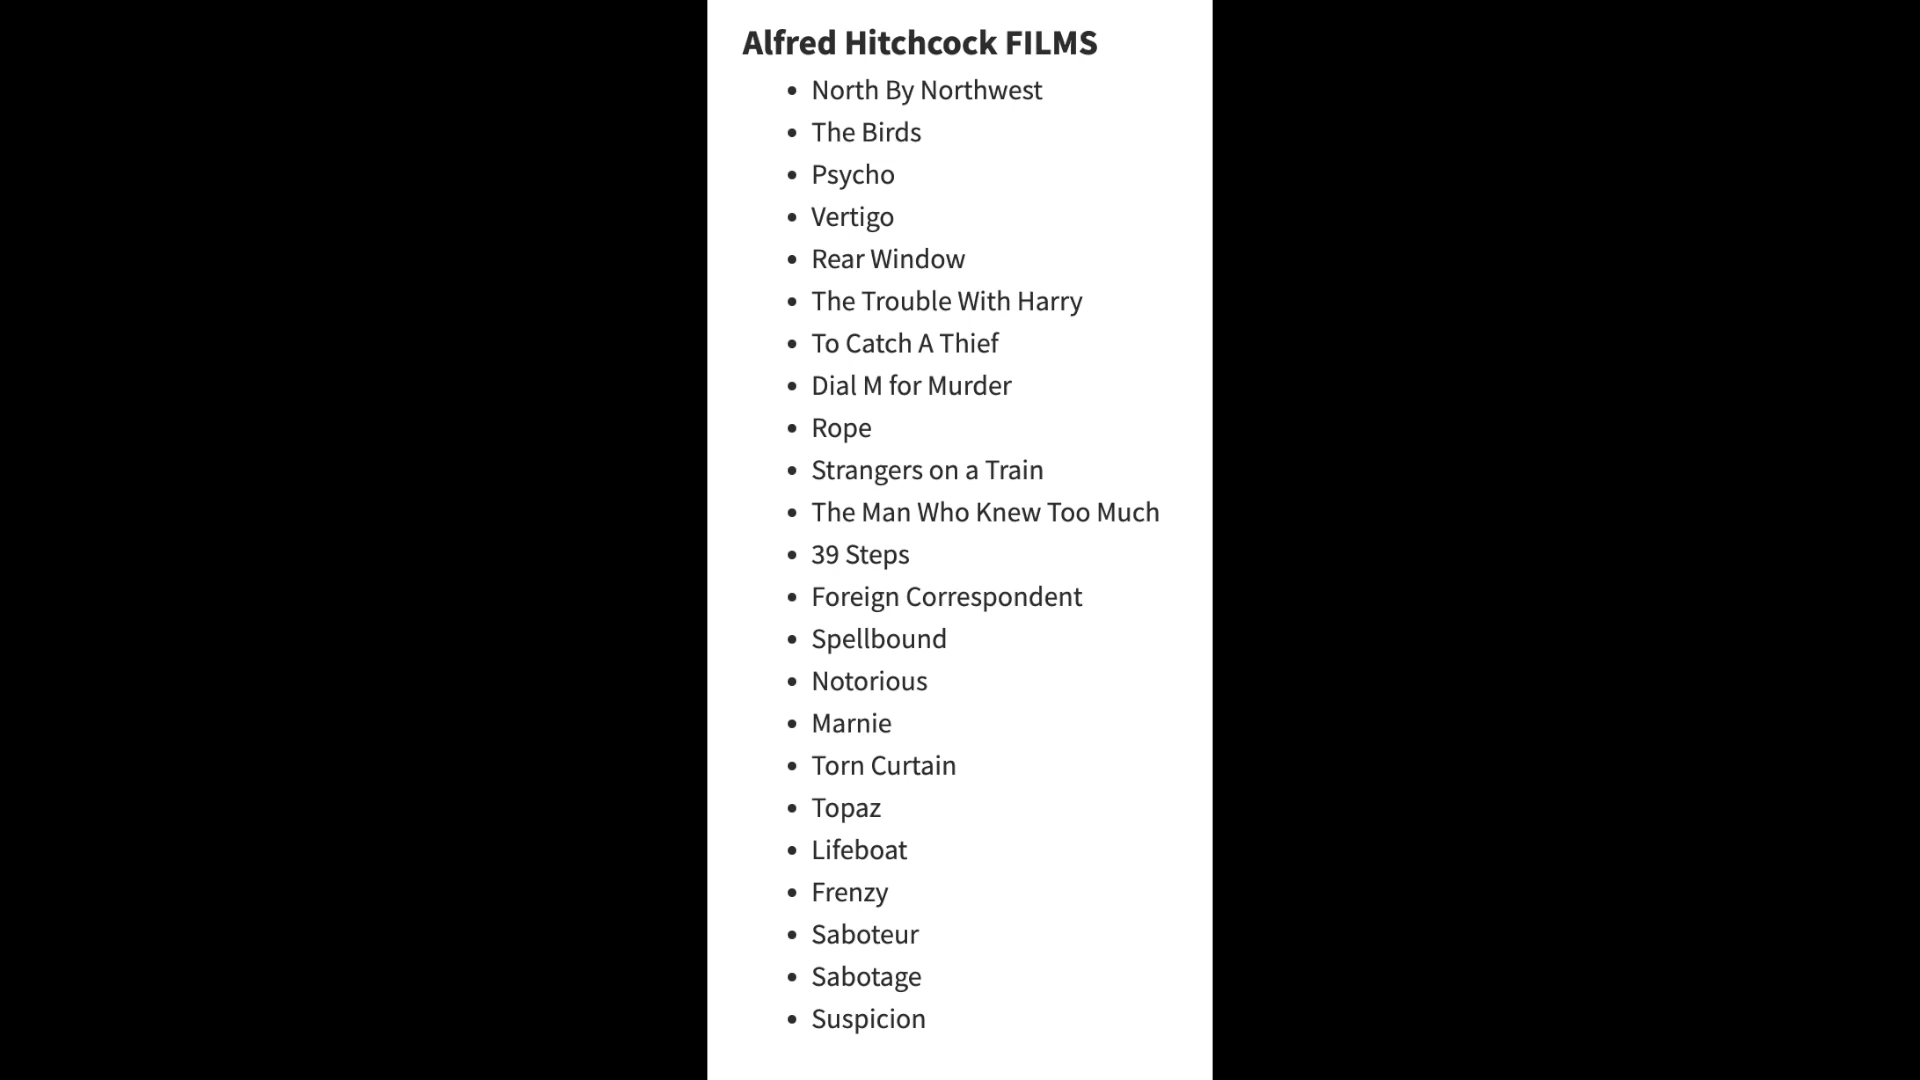 Alfred Hitchcock FILMS
• North By Northwest
• The Birds
• Psycho
• Vertigo
• Rear Window
• The Trouble With Harry
• To Catch A Thief
• Dial M for Murder
• Rope
• Strangers on a Train
• The Man Who Knew Too Much
• 39 Steps
• Foreign Correspondent
• Spellbound
• Notorious
• Marnie
• Torn Curtain
• Topaz
• Lifeboat
• Frenzy
• Saboteur
• Sabotage
• Suspicion